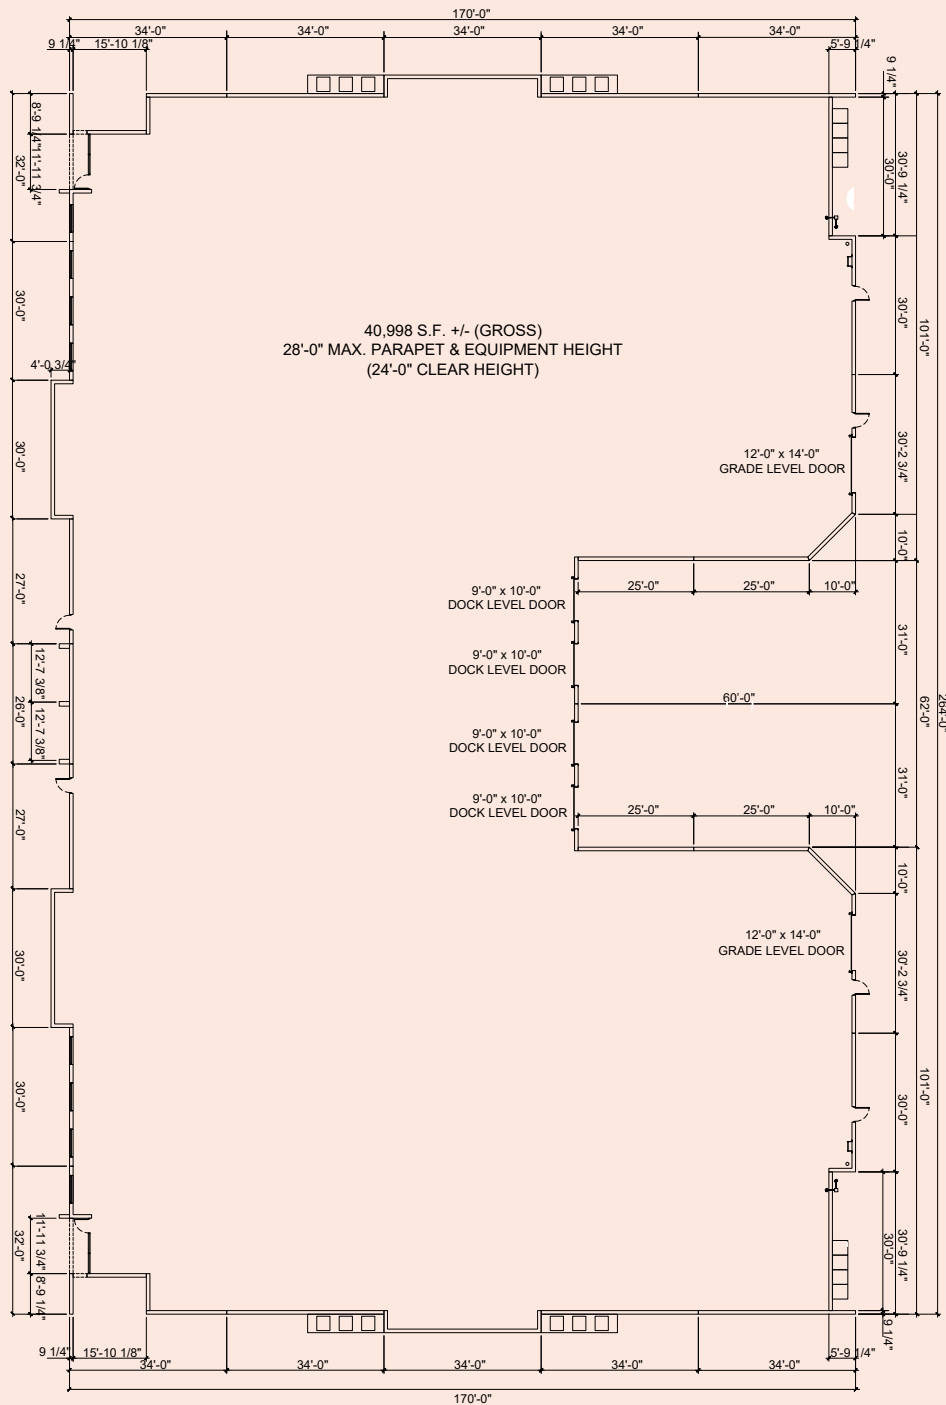 170'-0"
34'-0" 34'-0" 34'-0" 34'-0" 34'-0"
9 1/4" 15'-10 1/8" 5'-9 1/4"
9 1/4"
8'-9 1/4"
11'-11 3/4"
32'-0"
30'-0"
30'-9 1/4"
30'-0"
30'-0"
101'-0"
40,998 S.F. +/- (GROSS)
28'-0" MAX. PARAPET & EQUIPMENT HEIGHT
(24'-0" CLEAR HEIGHT)
4'-0 3/4"
30'-0"
12'-0" x 14'-0"
GRADE LEVEL DOOR
30'-2 3/4"
10'-0"
27'-0"
9'-0" x 10'-0"
DOCK LEVEL DOOR
25'-0" 25'-0" 10'-0"
31'-0"
12'-7 3/8"
9'-0" x 10'-0"
DOCK LEVEL DOOR
26'-0"
60'-0"
62'-0"
264'-0"
12'-7 3/8"
9'-0" x 10'-0"
DOCK LEVEL DOOR
31'-0"
27'-0"
9'-0" x 10'-0"
DOCK LEVEL DOOR
25'-0" 25'-0" 10'-0"
10'-0"
12'-0" x 14'-0"
GRADE LEVEL DOOR
30'-0"
30'-2 3/4"
30'-0"
101'-0"
30'-0"
11'-11 3/4"
32'-0"
8'-9 1/4"
30'-0"
30'-9 1/4"
9 1/4"
9 1/4" 15'-10 1/8" 5'-9 1/4"
34'-0" 34'-0" 34'-0" 34'-0" 34'-0"
170'-0"